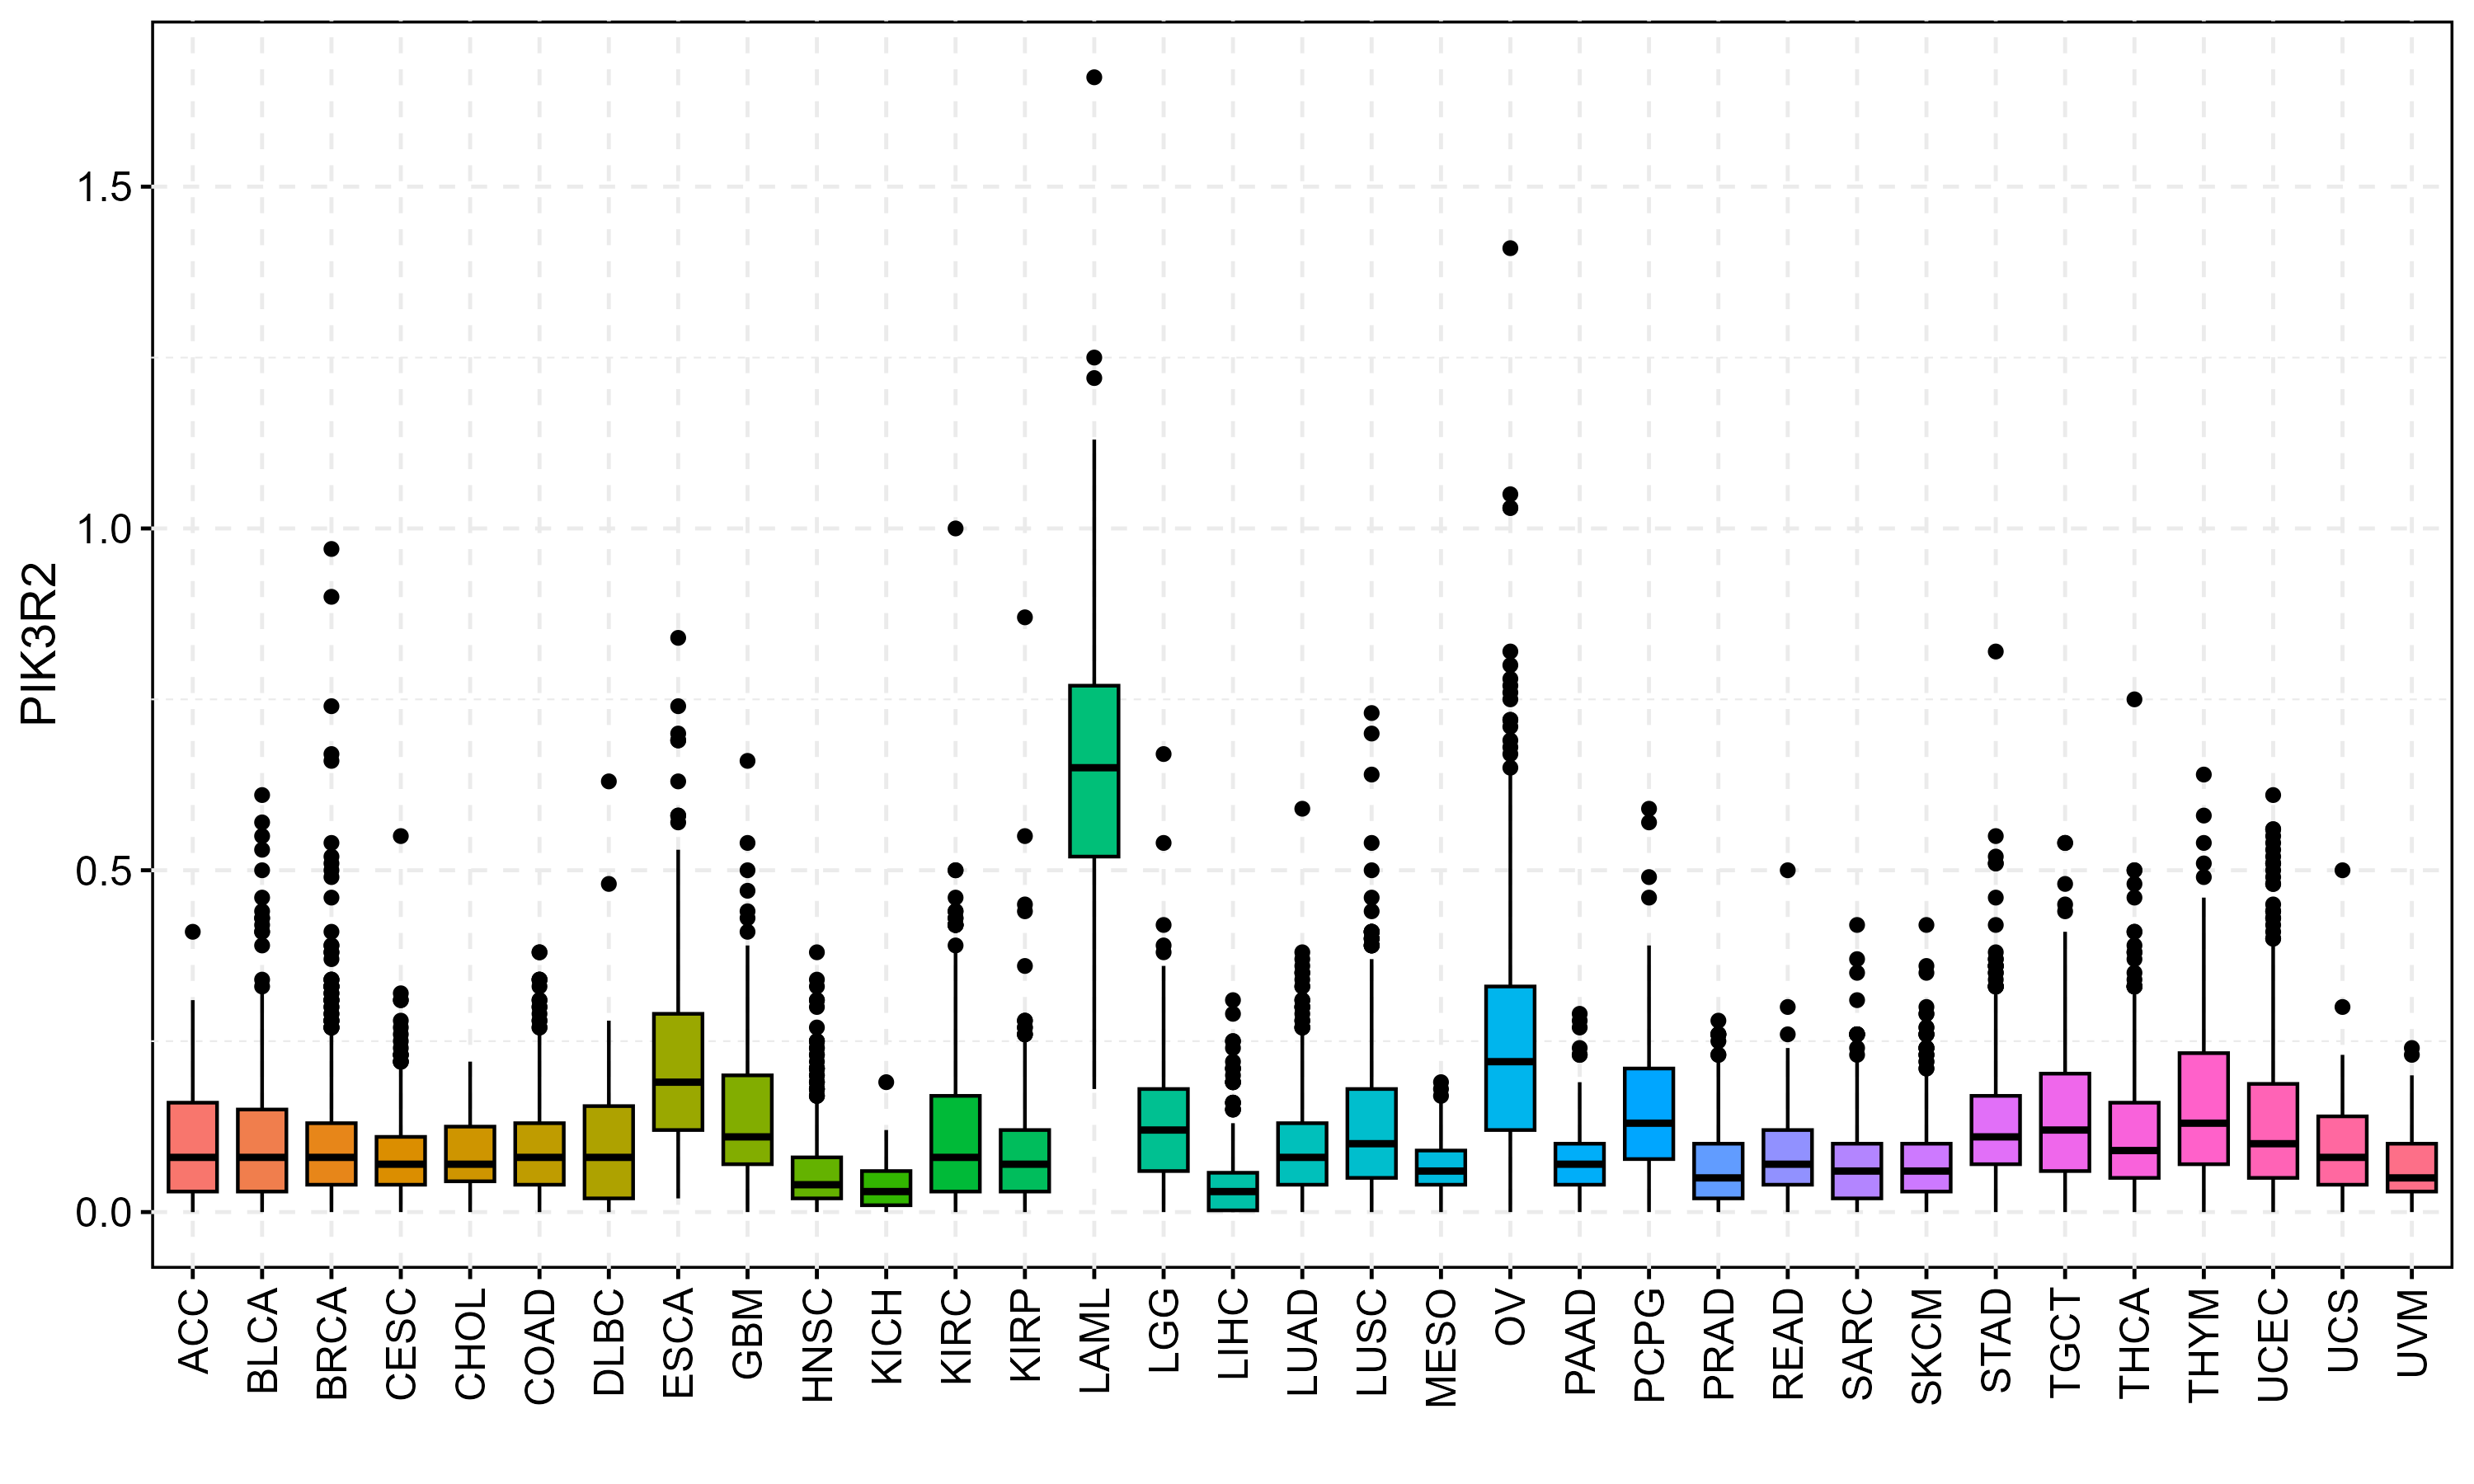 PIK3R2
1.5
1.0
0.5
0.0
ACC
BLCA
BRCA
CESC
CHOL
COAD
DLBC
ESCA
GBM
HNSC
KICH
KIRC
KIRP
LAML
LGG
LIHC
LUAD
LUSC
MESO
OV
PAAD
PCPG
PRAD
READ
SARC
SKCM
STAD
TGCT
THCA
THYM
UCEC
UCS
UVM